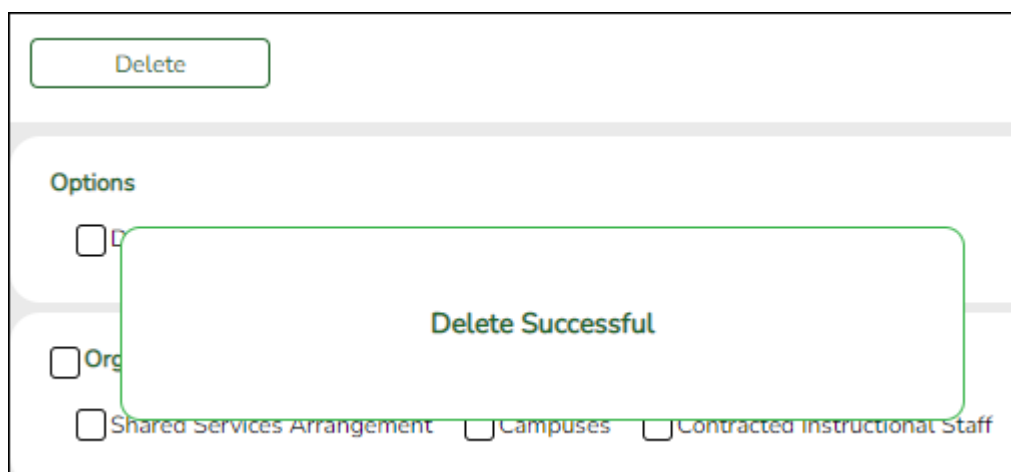 Delete
Options
Delete Successful
Shared Services Arrangement Campuses Contracted Instructional Staff